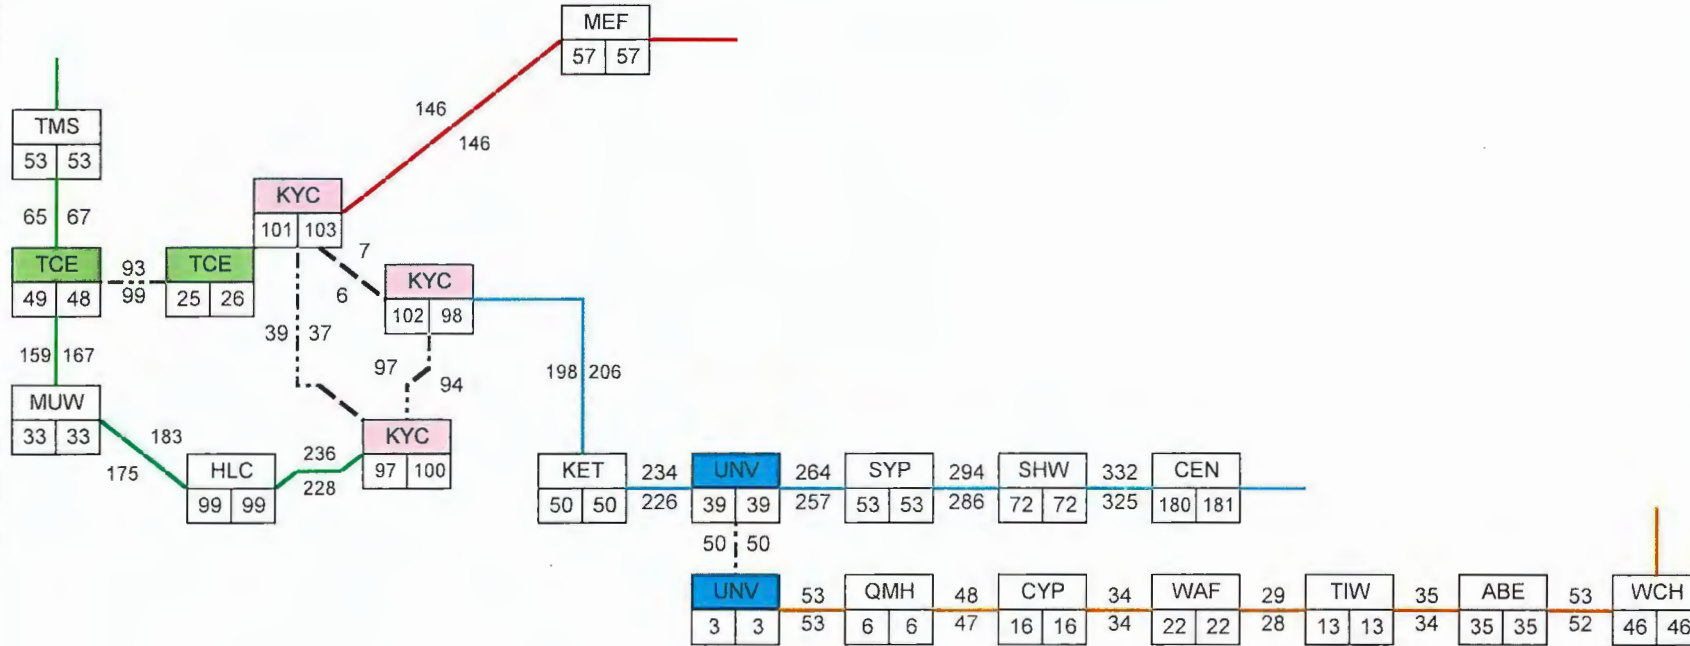 MEF
57 57
146
146
TMS
53 53
65 67
KYC
101 103
7
6
TCE
49 48
93
99
TCE
25 26
KYC
102 98
39 37
97 94
159 167
198 206
MUW
33 33
183
175
HLC
99 99
236
228
KYC
97 100
KET
50 50
234
226
UNV
39 39
264
257
SYP
53 53
294
286
SHW
72 72
332
325
CEN
180 181
50 50
UNV
3 3
53
53
QMH
6 6
48
47
CYP
16 16
34
34
WAF
22 22
29
28
TIW
13 13
35
34
ABE
35 35
53
52
WCH
46 46